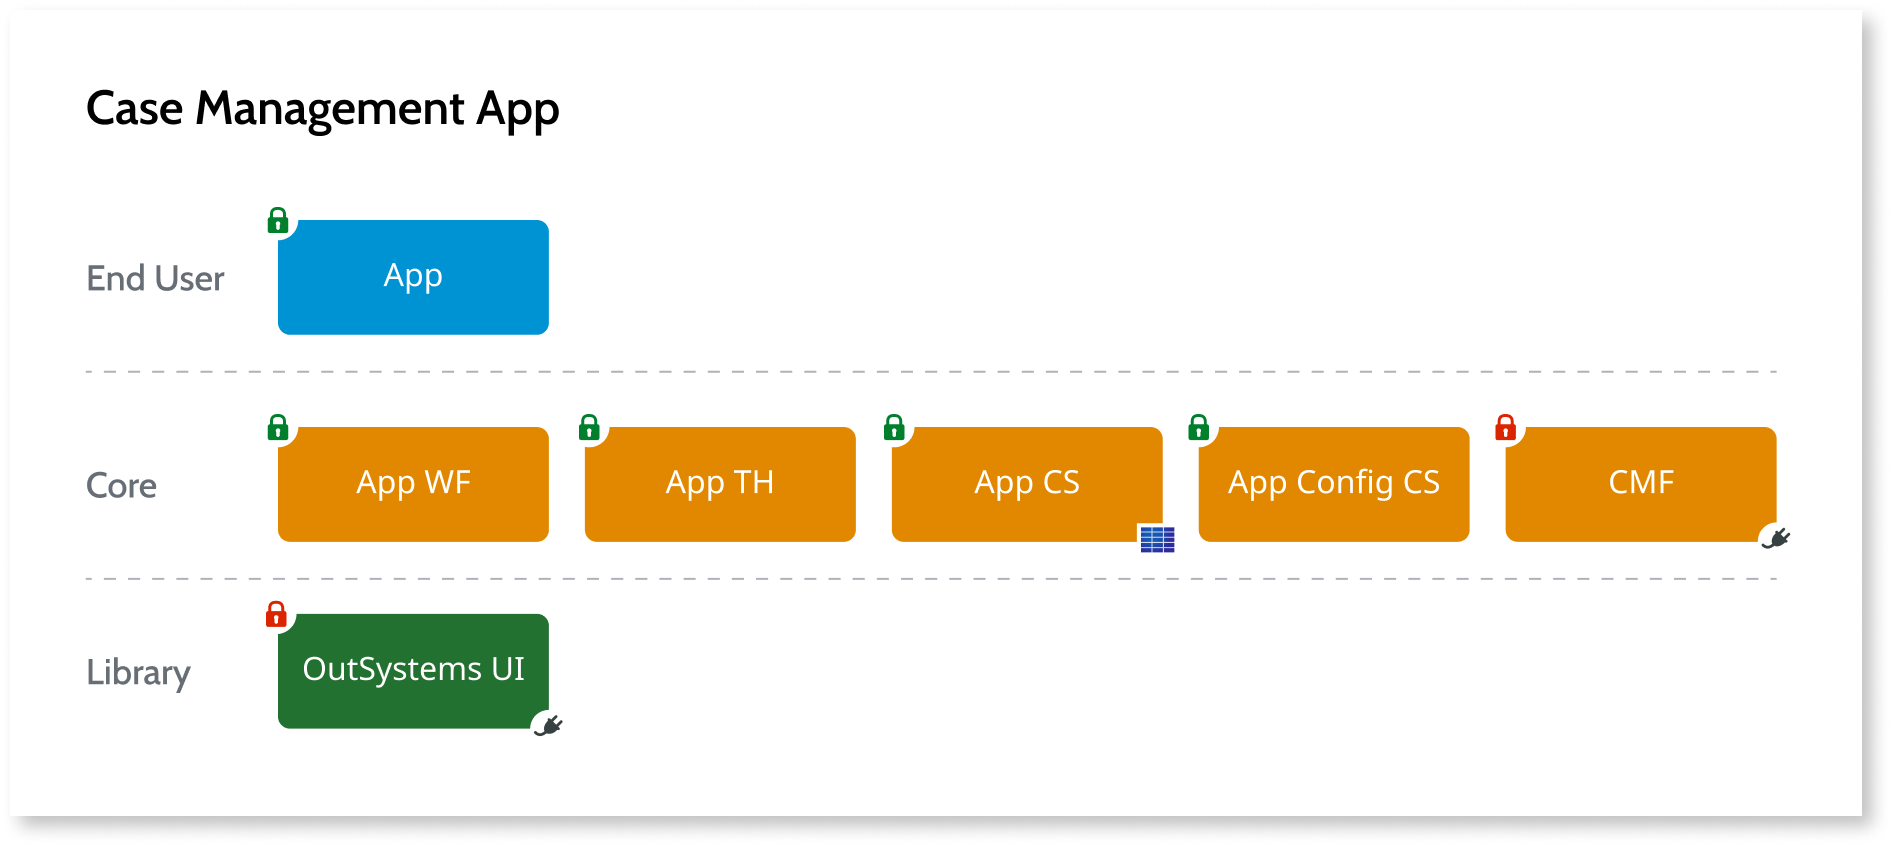 Case Management App
End User
App
Core
App WF
App TH
App CS
App Config CS
CMF
Library
OutSystems UI